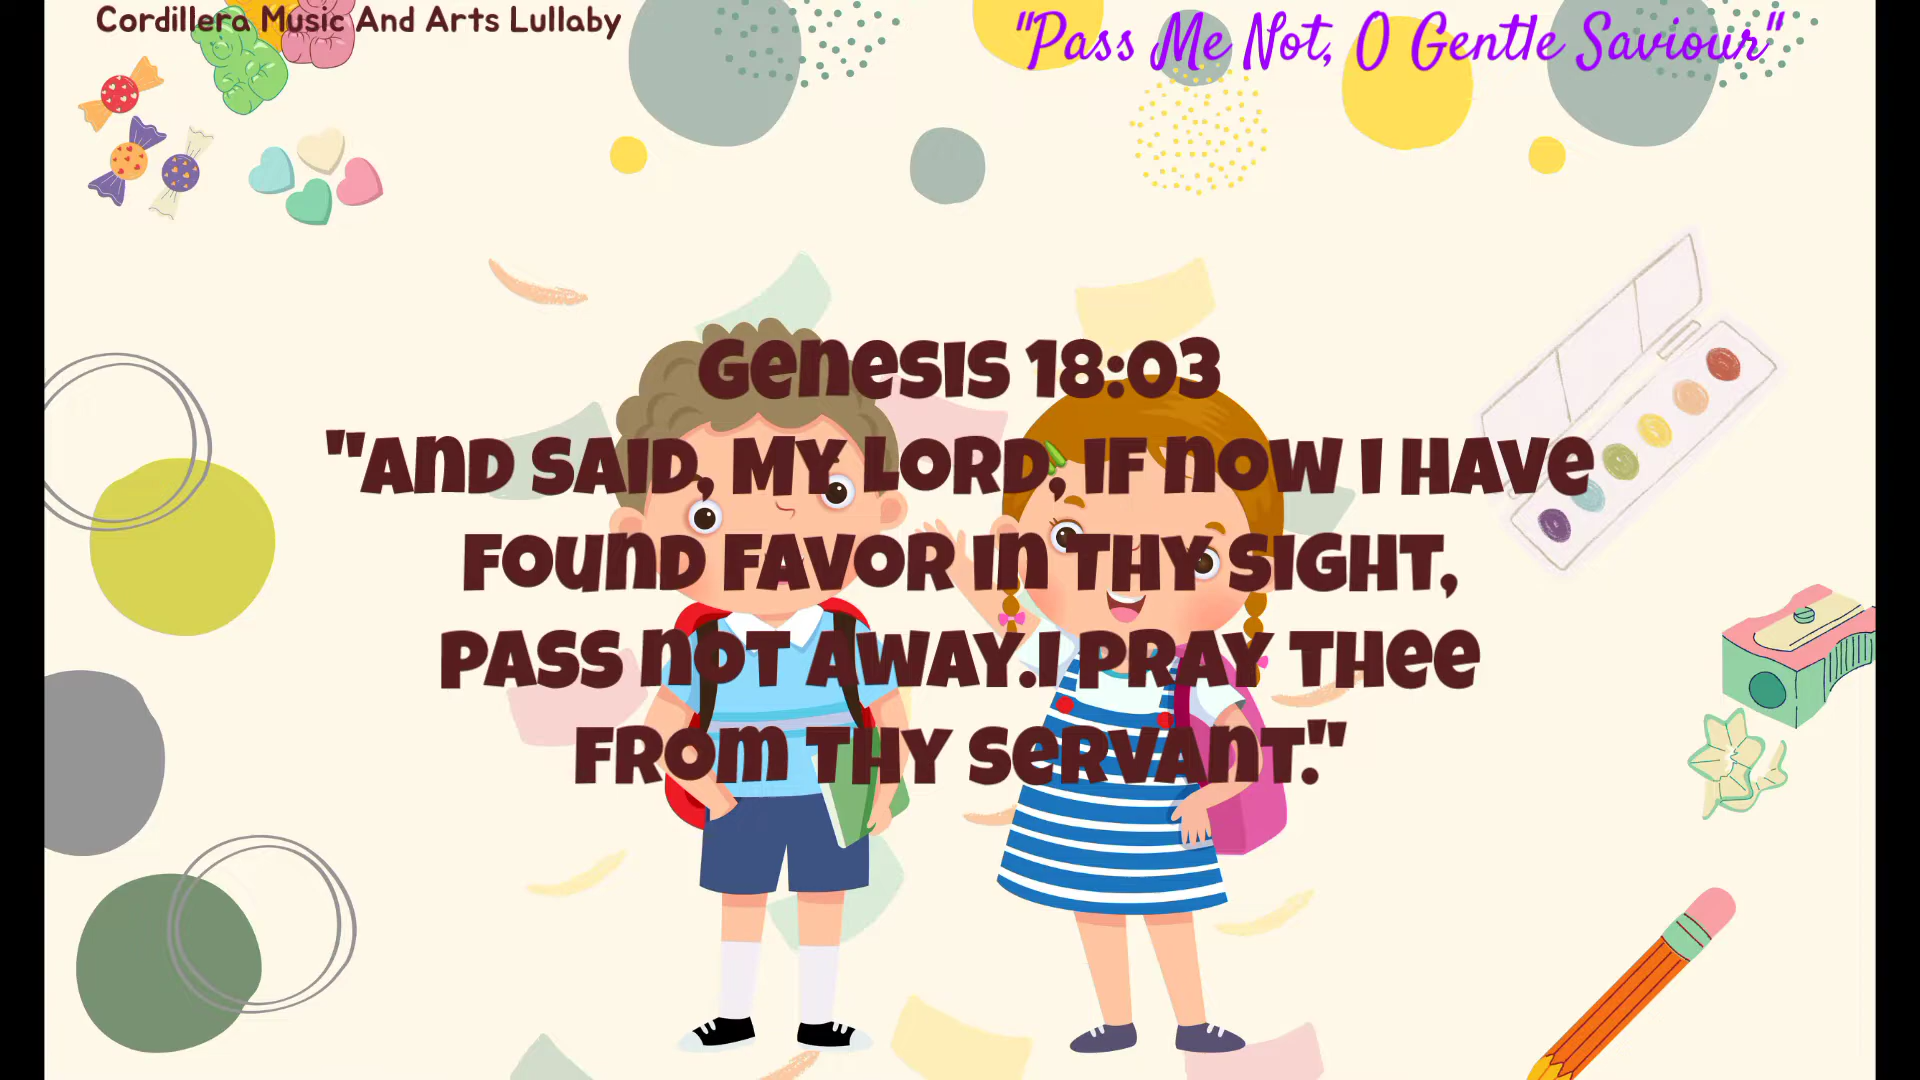 Cordillera Music And Arts Lullaby
"Pass Me Not, O Gentle Saviour"
Genesis 18:03
"And said, My Lord, if now I have
found favor in thy sight,
pass not away.I pray thee
from thy servant."